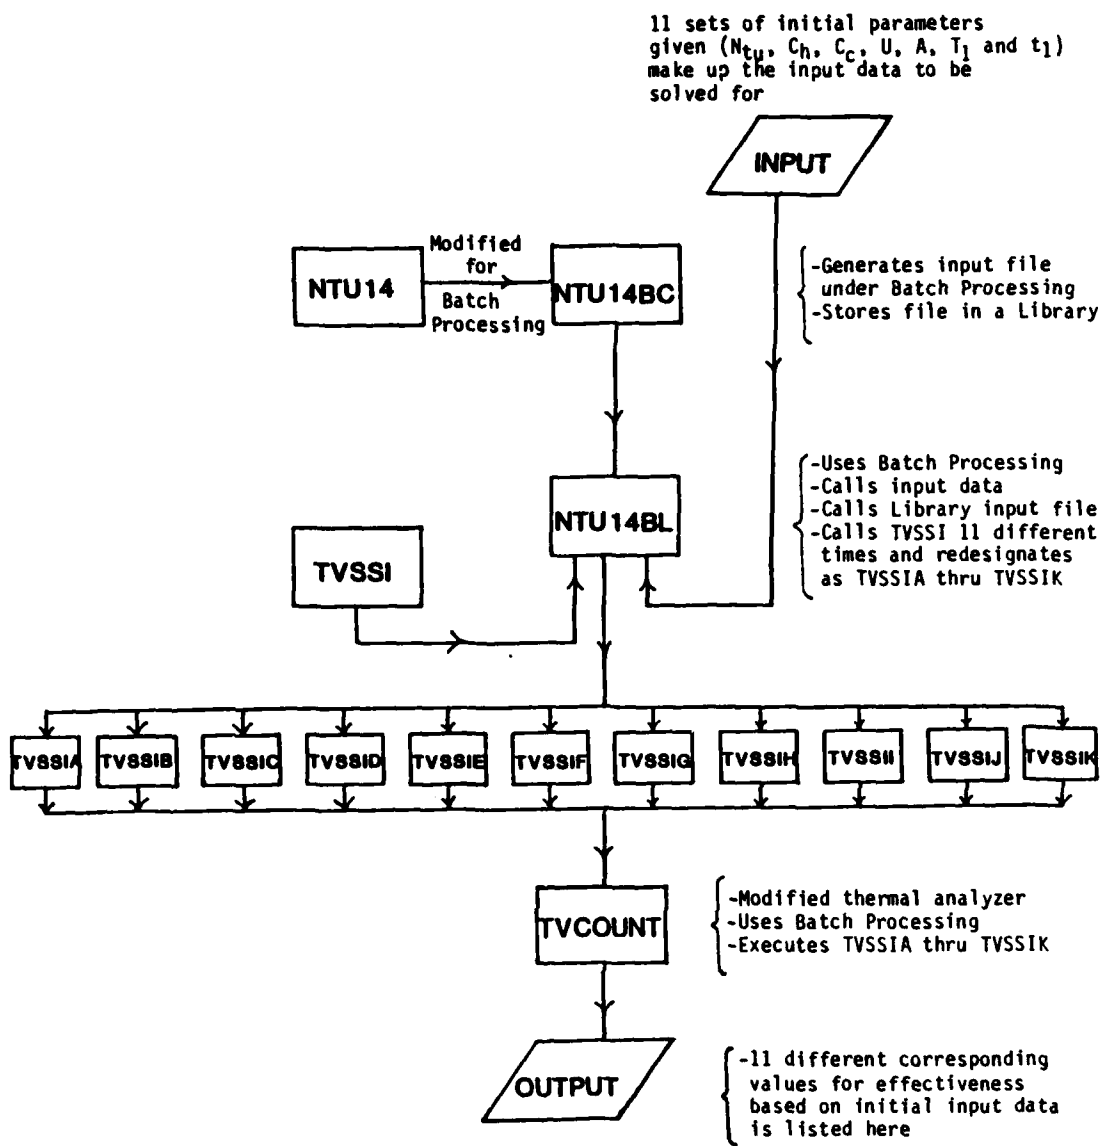 11 sets of initial parameters
given (Ntu, Ch, Cc, U, A, T1 and t1)
make up the input data to be
solved for
INPUT
NTU14
Modified
for
Batch
Processing
NTU14BC
-Generates input file
under Batch Processing
-Stores file in a Library
TVSSI
NTU14BL
-Uses Batch Processing
-Calls input data
-Calls Library input file
-Calls TVSSI 11 different
times and redesignates
as TVSSIA thru TVSSIK
TVSSIA
TVSSIB
TVSSIC
TVSSID
TVSSIE
TVSSIF
TVSSIG
TVSSIH
TVSSII
TVSSIJ
TVSSIK
TVCOUNT
-Modified thermal analyzer
-Uses Batch Processing
-Executes TVSSIA thru TVSSIK
OUTPUT
-11 different corresponding
values for effectiveness
based on initial input data
is listed here